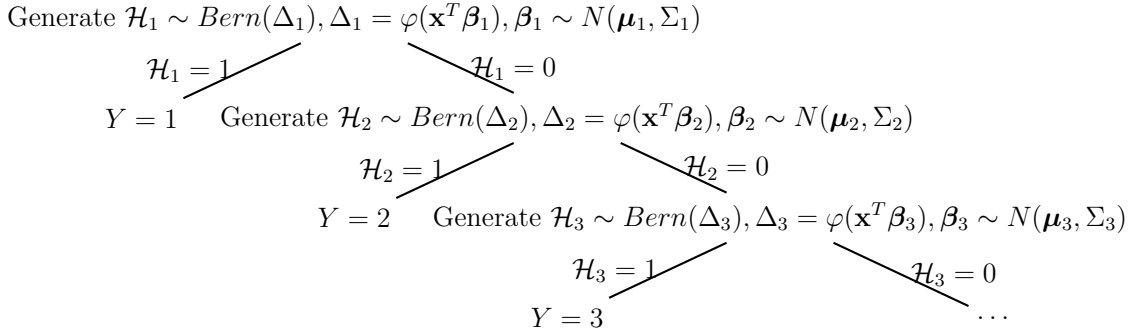 Generate ℋ₁ ∼ Bern(Δ₁), Δ₁ = φ(𝐱ᵀ𝜷₁), 𝜷₁ ∼ N(𝝁₁, Σ₁)
ℋ₁ = 1 ℋ₁ = 0
Y = 1 Generate ℋ₂ ∼ Bern(Δ₂), Δ₂ = φ(𝐱ᵀ𝜷₂), 𝜷₂ ∼ N(𝝁₂, Σ₂)
ℋ₂ = 1 ℋ₂ = 0
Y = 2 Generate ℋ₃ ∼ Bern(Δ₃), Δ₃ = φ(𝐱ᵀ𝜷₃), 𝜷₃ ∼ N(𝝁₃, Σ₃)
ℋ₃ = 1 ℋ₃ = 0
Y = 3 ⋯